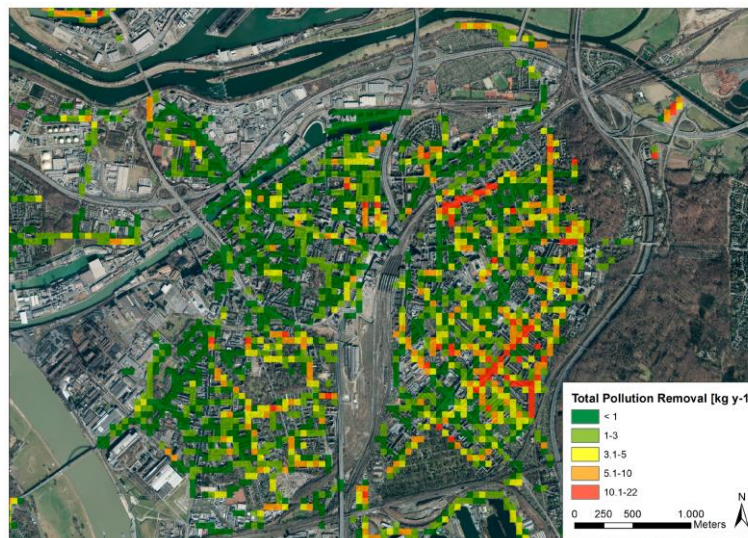 Total Pollution Removal [kg y-1
< 1
1-3
3.1-5
5.1-10
10.1-22
N
0 250 500 1.000
Meters